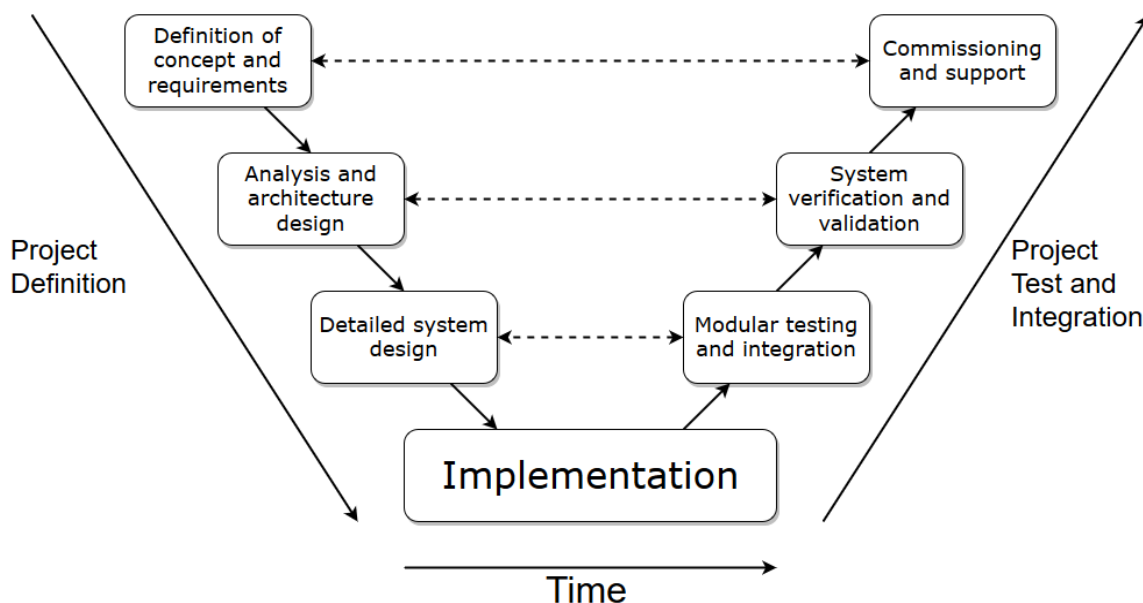 Definition of
concept and
requirements
Commissioning
and support
Analysis and
architecture
design
System
verification and
validation
Project
Definition
Project
Test and
Integration
Detailed system
design
Modular testing
and integration
Implementation
Time